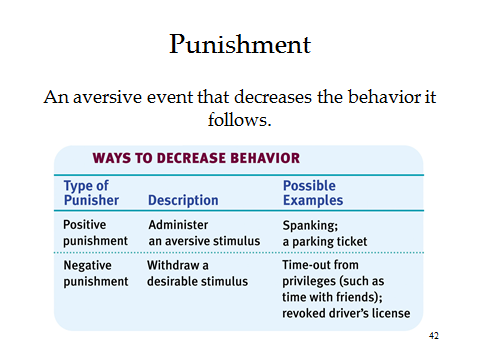 Punishment
An aversive event that decreases the behavior it
follows.
WAYS TO DECREASE BEHAVIOR
Type of Punisher Description Possible Examples
Positive punishment Administer an aversive stimulus Spanking; a parking ticket
Negative punishment Withdraw a desirable stimulus Time-out from privileges (such as time with friends); revoked driver's license
42